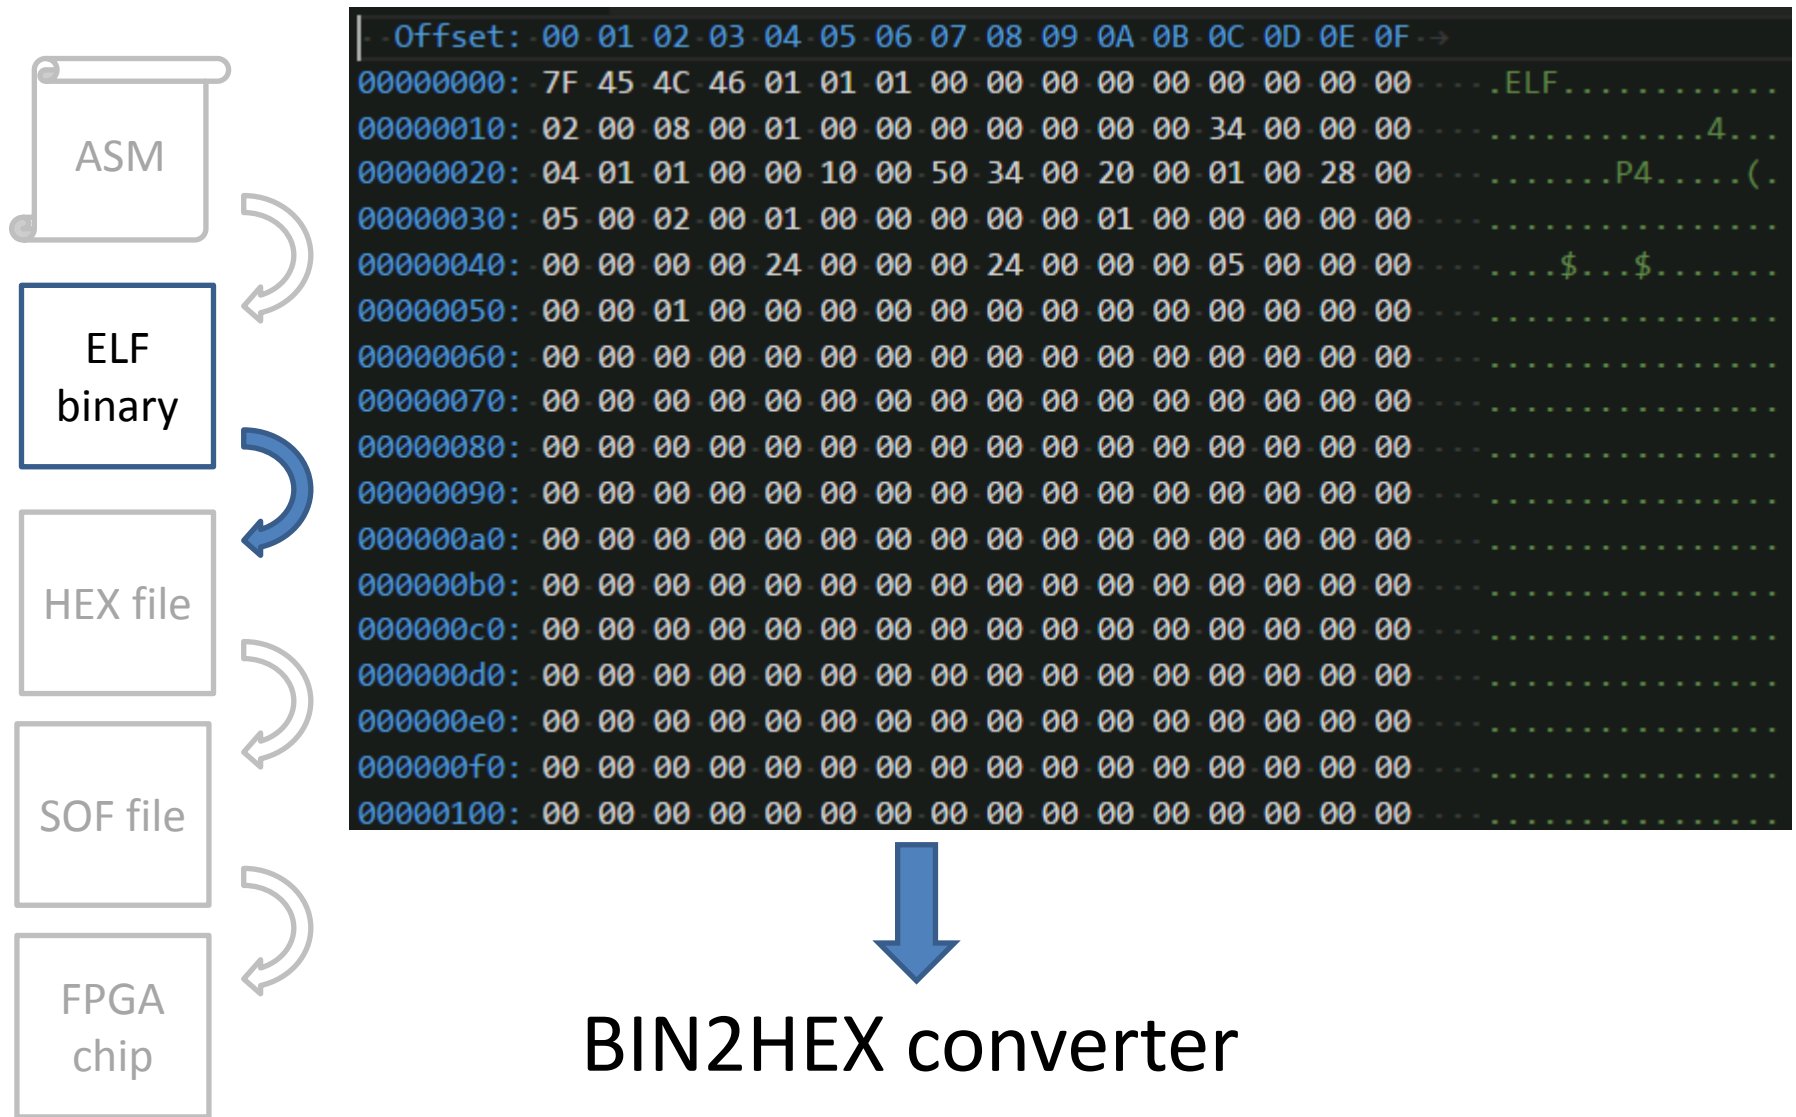 ASM
ELF
binary
HEX file
SOF file
FPGA
chip
Offset: 00 01 02 03 04 05 06 07 08 09 0A 0B 0C 0D 0E 0F
00000000: 7F 45 4C 46 01 01 01 00 00 00 00 00 00 00 00 00 .ELF............
00000010: 02 00 08 00 01 00 00 00 00 00 00 00 34 00 00 00 ............4...
00000020: 04 01 01 00 00 10 00 50 34 00 20 00 01 00 28 00 .......P4.....(.
00000030: 05 00 02 00 01 00 00 00 00 00 01 00 00 00 00 00 ................
00000040: 00 00 00 00 24 00 00 00 24 00 00 00 05 00 00 00 ....$...$.......
00000050: 00 00 01 00 00 00 00 00 00 00 00 00 00 00 00 00 ................
00000060: 00 00 00 00 00 00 00 00 00 00 00 00 00 00 00 00 ................
00000070: 00 00 00 00 00 00 00 00 00 00 00 00 00 00 00 00 ................
00000080: 00 00 00 00 00 00 00 00 00 00 00 00 00 00 00 00 ................
00000090: 00 00 00 00 00 00 00 00 00 00 00 00 00 00 00 00 ................
000000a0: 00 00 00 00 00 00 00 00 00 00 00 00 00 00 00 00 ................
000000b0: 00 00 00 00 00 00 00 00 00 00 00 00 00 00 00 00 ................
000000c0: 00 00 00 00 00 00 00 00 00 00 00 00 00 00 00 00 ................
000000d0: 00 00 00 00 00 00 00 00 00 00 00 00 00 00 00 00 ................
000000e0: 00 00 00 00 00 00 00 00 00 00 00 00 00 00 00 00 ................
000000f0: 00 00 00 00 00 00 00 00 00 00 00 00 00 00 00 00 ................
00000100: 00 00 00 00 00 00 00 00 00 00 00 00 00 00 00 00 ................
BIN2HEX converter